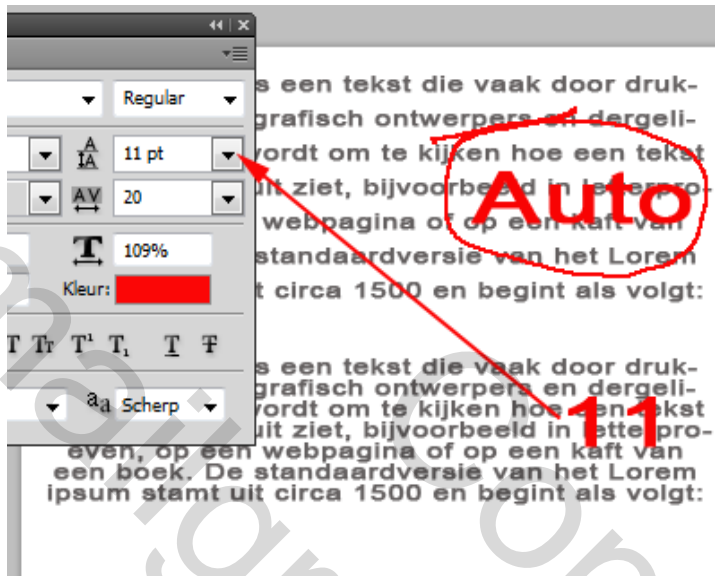 Regular
11 pt
20
109%
Kleur:
T Tт T¹ T₁ T T
aa Scherp
s een tekst die vaak door druk-
grafisch ontwerpers en dergeli-
vordt om te kijken hoe een tekst
uit ziet, bijvoorbeeld in letterpro-
webpagina of op een kaft van
standaardversie van het Lorem
t circa 1500 en begint als volgt:
Auto
s een tekst die vaak door druk-
grafisch ontwerpers en dergeli-
vordt om te kijken hoe een tekst
uit ziet, bijvoorbeeld in letterpro-
even, op een webpagina of op een kaft van
een boek. De standaardversie van het Lorem
ipsum stamt uit circa 1500 en begint als volgt:
11